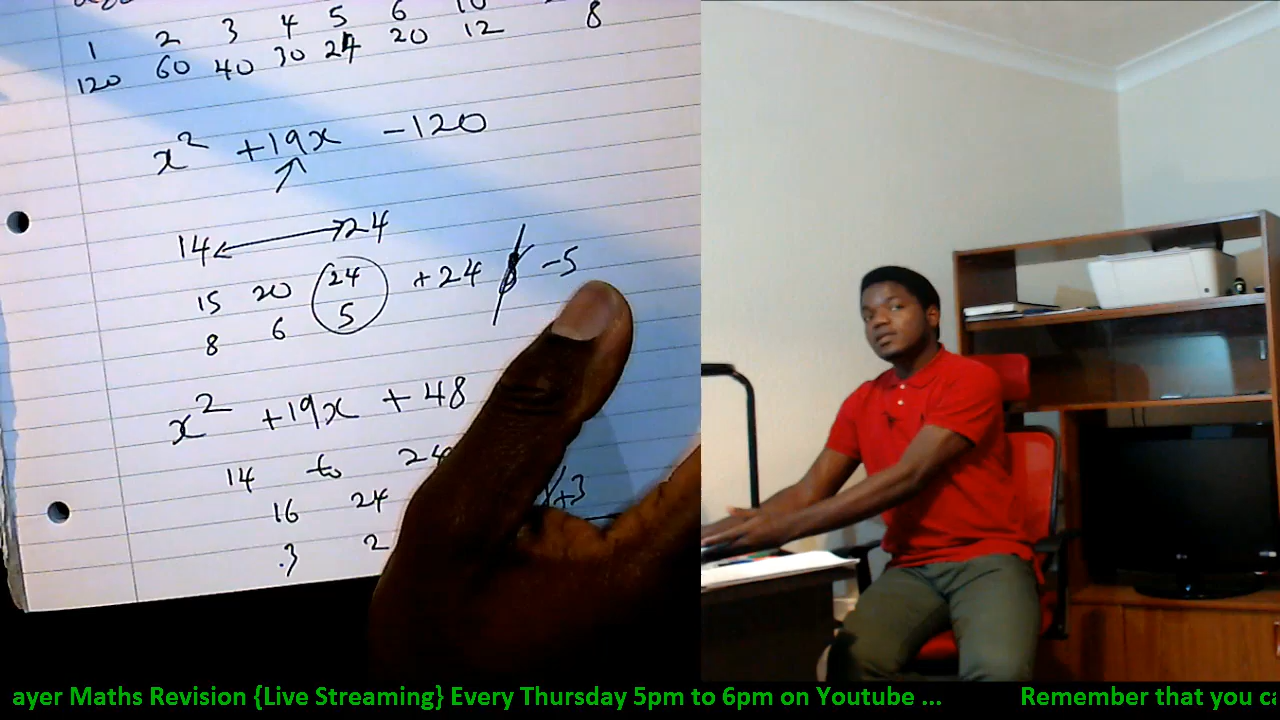 1 2 3 4 5 6 10 8
120 60 40 30 24 20 12
x² +19x -120
14 24
15 20 24 +24 -5
8 6 5
x² +19x +48
14 to 24
16 24 +3
3 2
ayer Maths Revision {Live Streaming} Every Thursday 5pm to 6pm on Youtube ... Remember that you ca